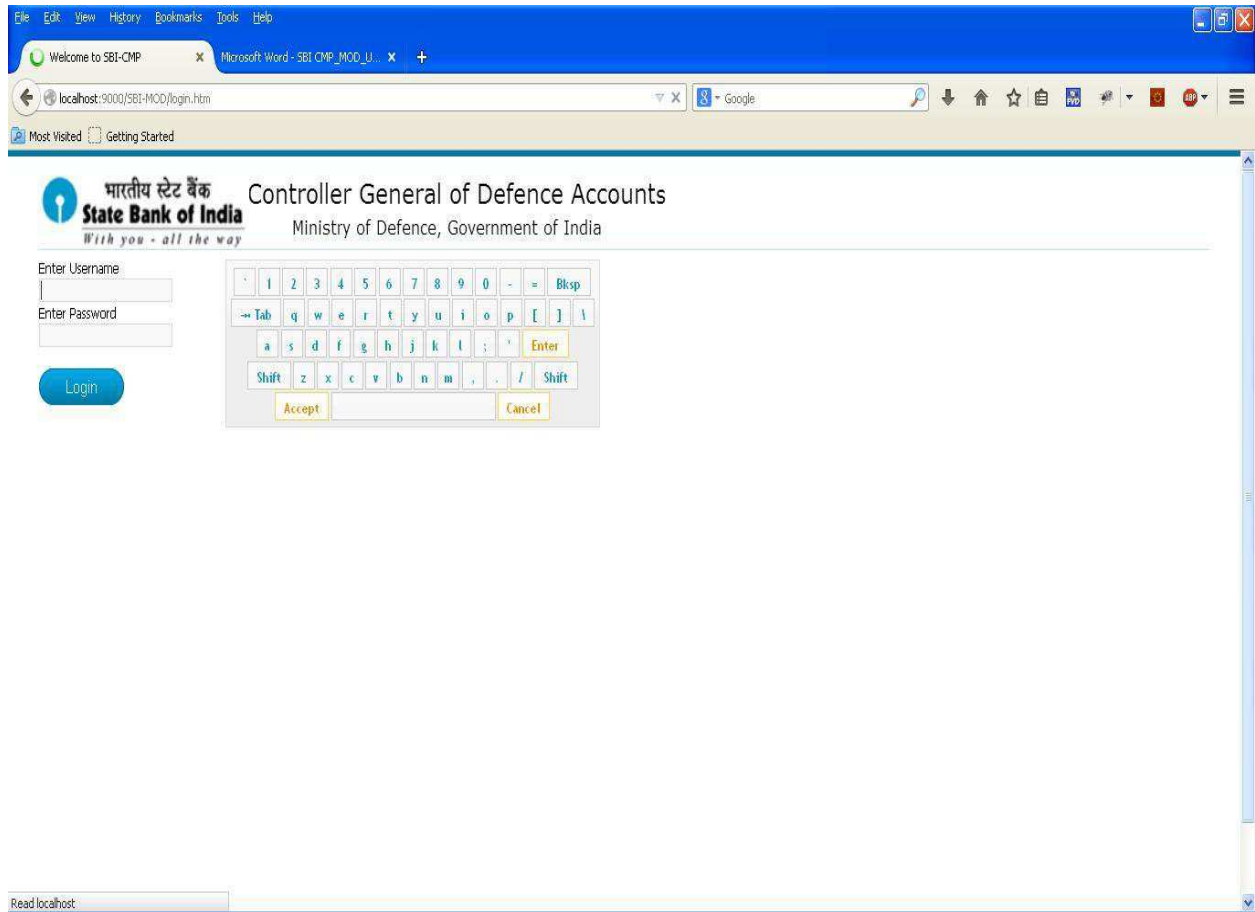 File Edit View History Bookmarks Tools Help
Welcome to SBI-CMP x Microsoft Word - SBI CMP_MOD_U... x +
localhost:9000/SBI-MOD/login.htm
8 Google
ABP
Most Visited Getting Started
भारतीय स्टेट बैंक
State Bank of India
With you - all the way
Controller General of Defence Accounts
Ministry of Defence, Government of India
Enter Username
Enter Password
Login
` 1 2 3 4 5 6 7 8 9 0 - = Bksp
Tab q w e r t y u i o p [ ] \
a s d f g h j k l ; ' Enter
Shift z x c v b n m , . / Shift
Accept Cancel
Read localhost